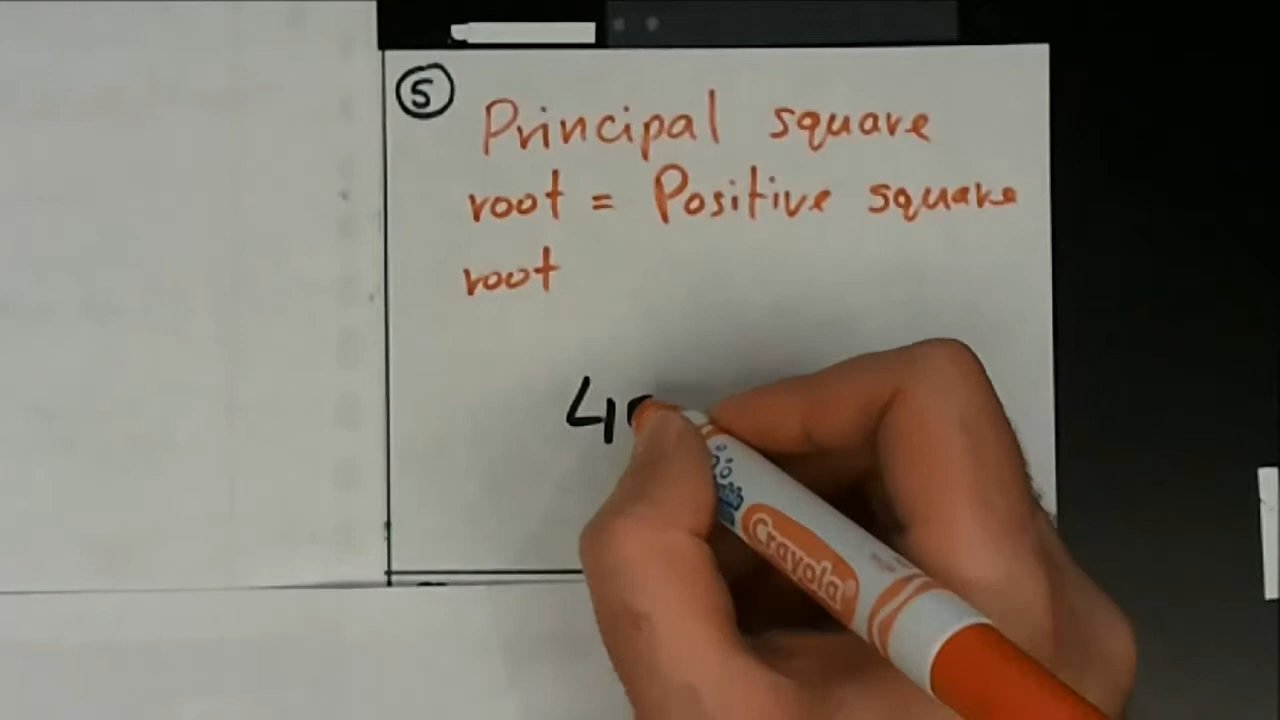 5
Principal square
root = Positive square
root
4
Crayola